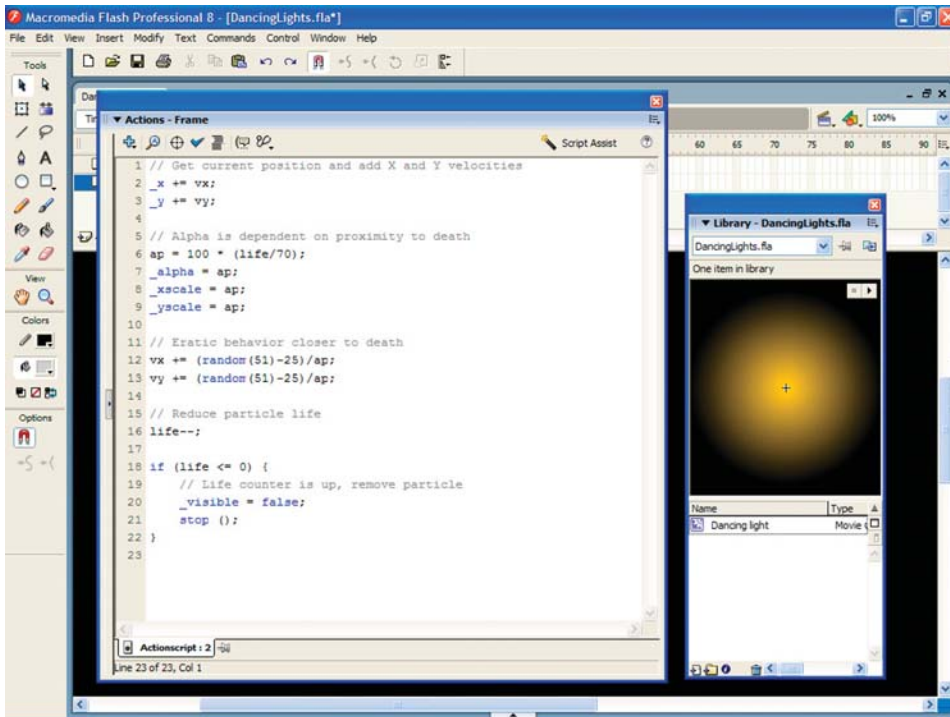 Macromedia Flash Professional 8 - [DancingLights.fla*]
File Edit View Insert Modify Text Commands Control Window Help
Tools
View
Colors
Options
100%
60 65 70 75 80 85 90
Actions - Frame
Script Assist
1 // Get current position and add X and Y velocities
2 _x += vx;
3 _y += vy;
4
5 // Alpha is dependent on proximity to death
6 ap = 100 * (life/70);
7 _alpha = ap;
8 _xscale = ap;
9 _yscale = ap;
10
11 // Eratic behavior closer to death
12 vx += (random(51)-25)/ap;
13 vy += (random(51)-25)/ap;
14
15 // Reduce particle life
16 life--;
17
18 if (life <= 0) {
19 // Life counter is up, remove particle
20 _visible = false;
21 stop ();
22 }
23
Actionscript : 2
Line 23 of 23, Col 1
Library - DancingLights.fla
DancingLights.fla
One item in library
Name Type
Dancing light Movie